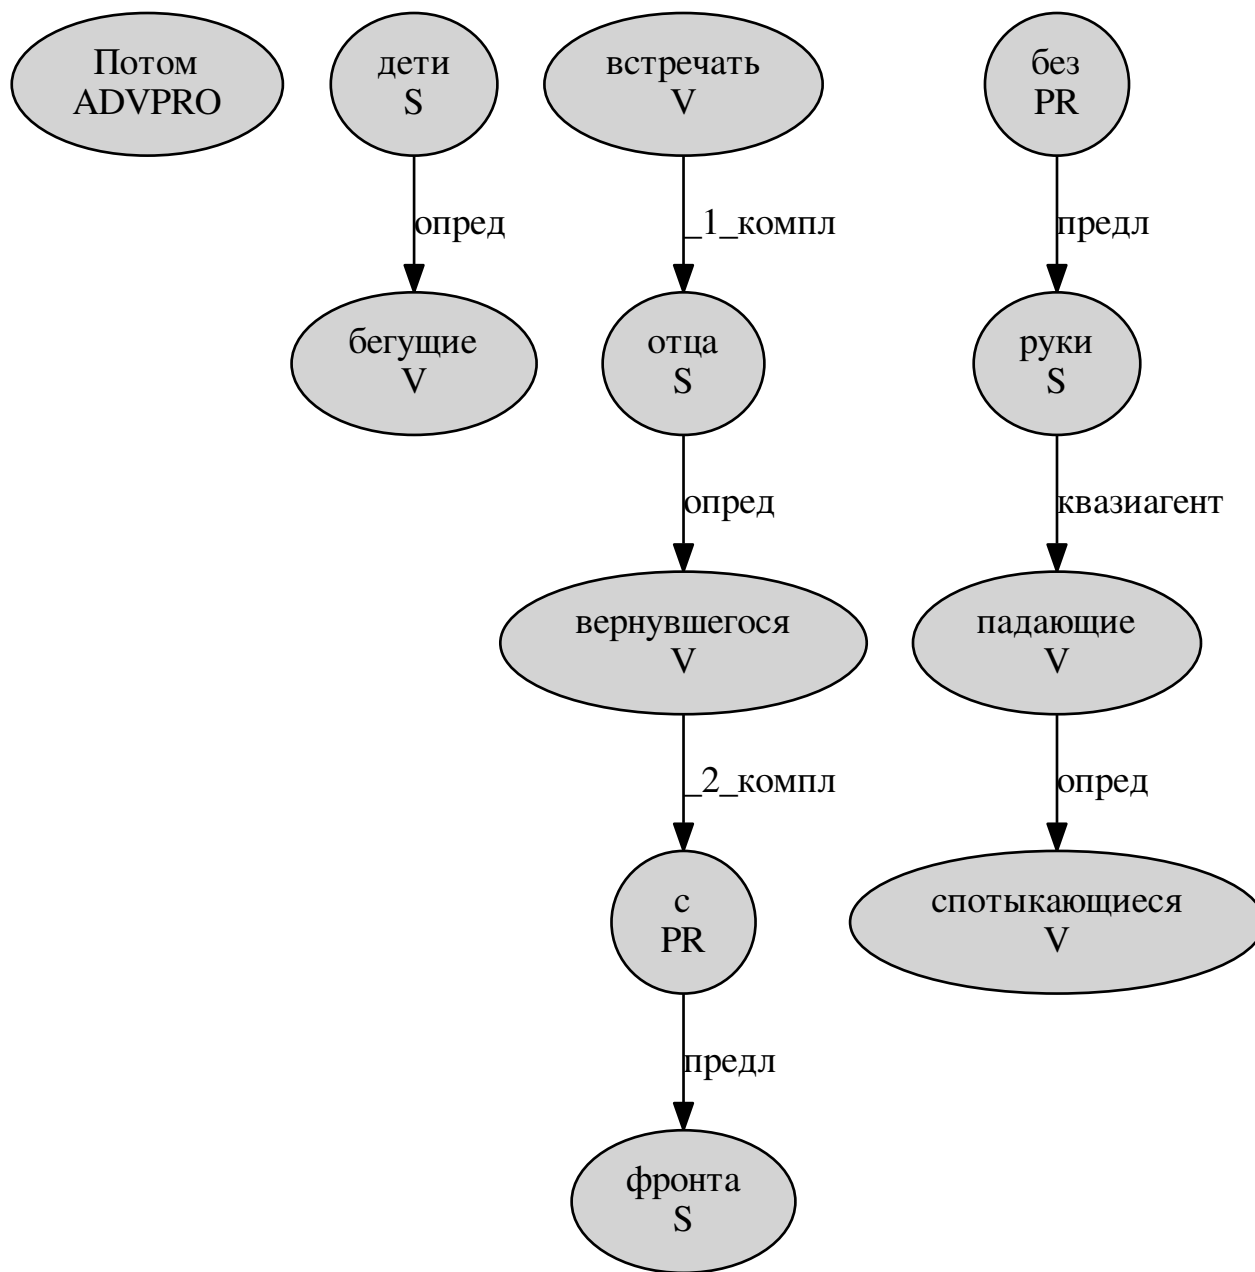 Потом
ADVPRO
дети
S
встречать
V
без
PR
опред
_1_компл
предл
бегущие
V
отца
S
руки
S
опред
квазиагент
вернувшегося
V
падающие
V
_2_компл
опред
с
PR
спотыкающиеся
V
предл
фронта
S